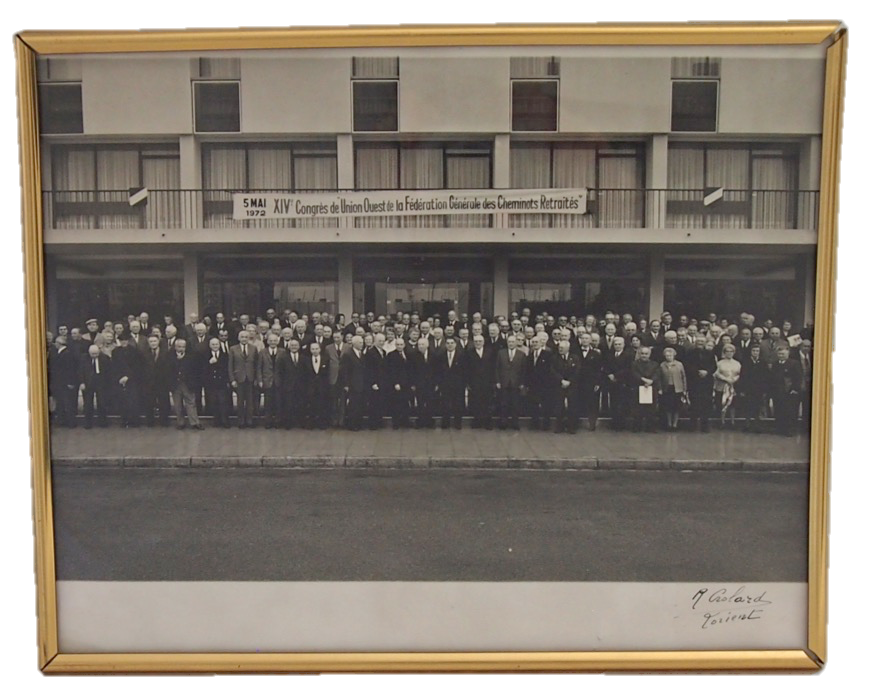 5 MAI
1972
XIVᵉ Congrès de Union Ouest de la Fédération Générale des Cheminots Retraités"
Lorient